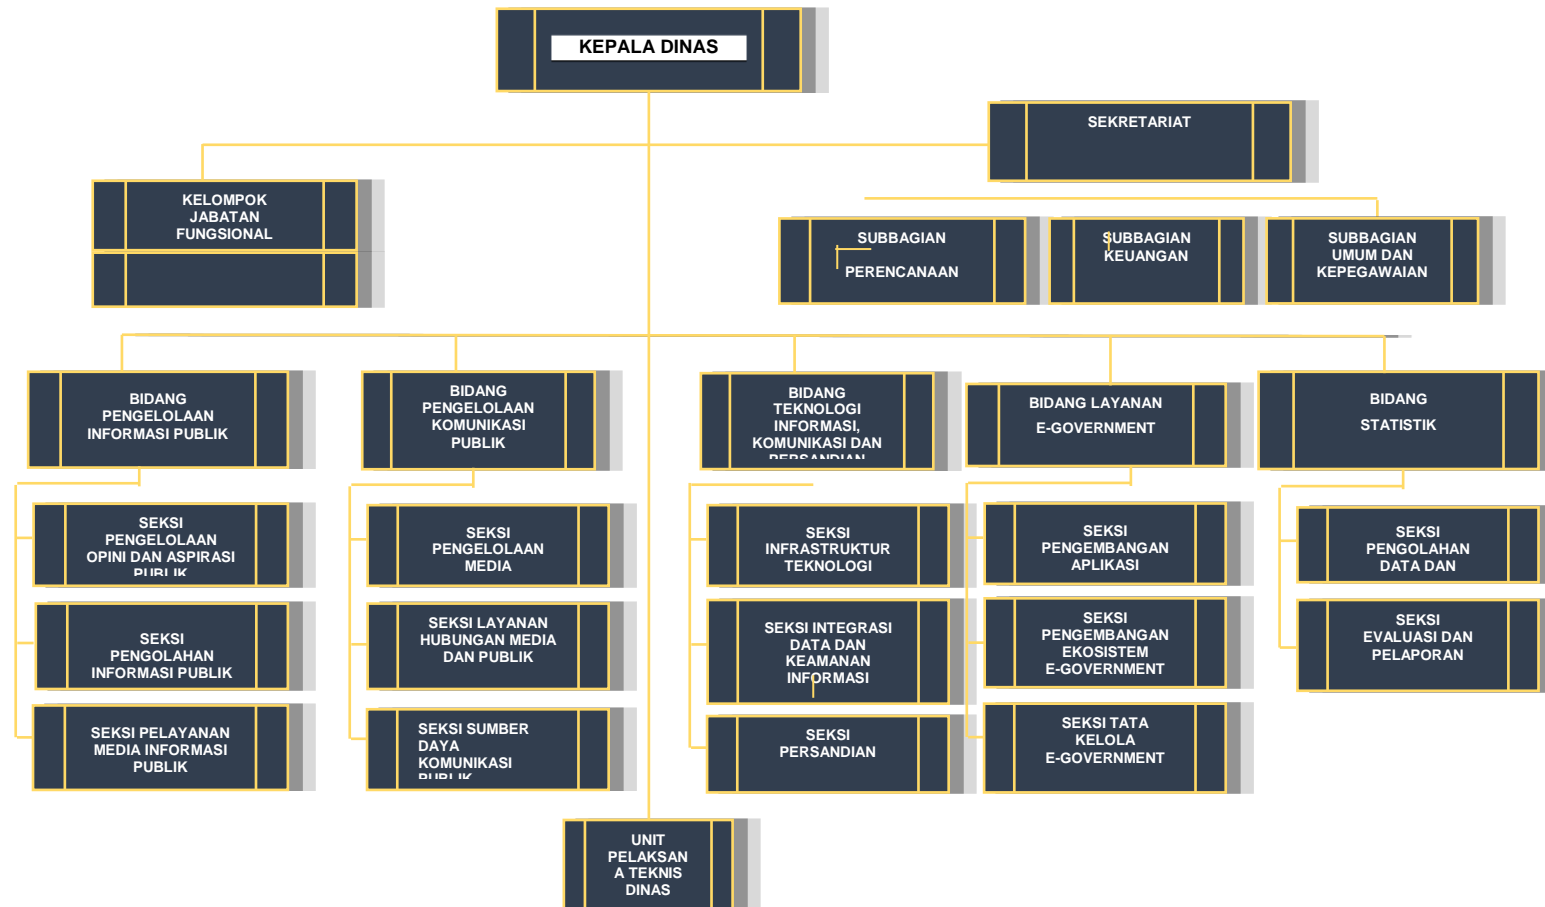 KEPALA DINAS
SEKRETARIAT
KELOMPOK
JABATAN
FUNGSIONAL
SUBBAGIAN
PERENCANAAN
SUBBAGIAN
KEUANGAN
SUBBAGIAN
UMUM DAN
KEPEGAWAIAN
BIDANG
PENGELOLAAN
INFORMASI PUBLIK
BIDANG
PENGELOLAAN
KOMUNIKASI
PUBLIK
BIDANG
TEKNOLOGI
INFORMASI,
KOMUNIKASI DAN
PERSANDIAN
BIDANG LAYANAN
E-GOVERNMENT
BIDANG
STATISTIK
SEKSI
PENGELOLAAN
OPINI DAN ASPIRASI
PUBLIK
SEKSI
PENGOLAHAN
INFORMASI PUBLIK
SEKSI PELAYANAN
MEDIA INFORMASI
PUBLIK
SEKSI
PENGELOLAAN
MEDIA
SEKSI LAYANAN
HUBUNGAN MEDIA
DAN PUBLIK
SEKSI SUMBER
DAYA
KOMUNIKASI
PUBLIK
SEKSI
INFRASTRUKTUR
TEKNOLOGI
SEKSI INTEGRASI
DATA DAN
KEAMANAN
INFORMASI
SEKSI
PERSANDIAN
SEKSI
PENGEMBANGAN
APLIKASI
SEKSI
PENGEMBANGAN
EKOSISTEM
E-GOVERNMENT
SEKSI TATA
KELOLA
E-GOVERNMENT
SEKSI
PENGOLAHAN
DATA DAN
SEKSI
EVALUASI DAN
PELAPORAN
UNIT
PELAKSAN
A TEKNIS
DINAS